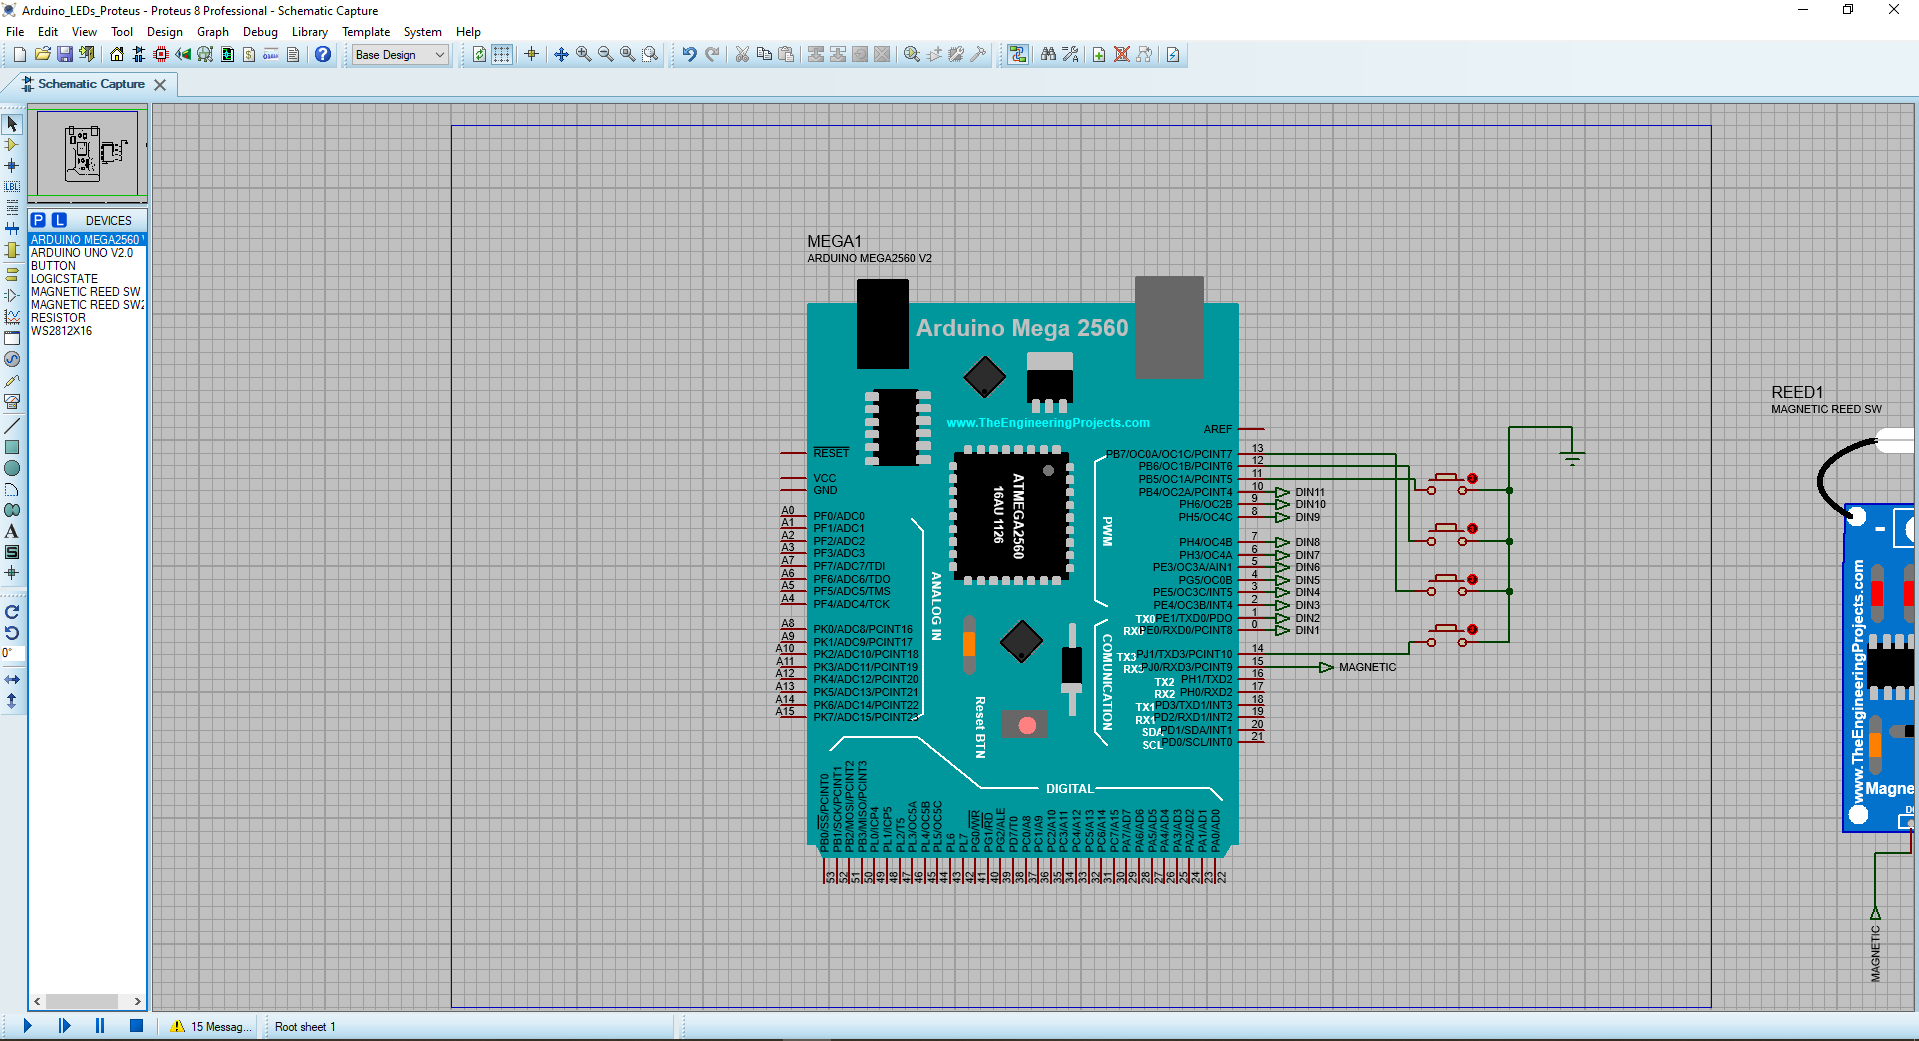 Arduino_LEDs_Proteus - Proteus 8 Professional - Schematic Capture
File Edit View Tool Design Graph Debug Library Template System Help
Base Design
Schematic Capture
LBL
P L DEVICES
ARDUINO MEGA2560
ARDUINO UNO V2.0
BUTTON
LOGICSTATE
MAGNETIC REED SW
MAGNETIC REED SW2
RESISTOR
WS2812X16
0°
MEGA1
ARDUINO MEGA2560 V2
Arduino Mega 2560
www.TheEngineeringProjects.com
ATMEGA2560
16AU 1126
RESET
VCC
GND
A0 PF0/ADC0
A1 PF1/ADC1
A2 PF2/ADC2
A3 PF3/ADC3
A7 PF7/ADC7/TDI
A6 PF6/ADC6/TDO
A5 PF5/ADC5/TMS
A4 PF4/ADC4/TCK
A8 PK0/ADC8/PCINT16
A9 PK1/ADC9/PCINT17
A10 PK2/ADC10/PCINT18
A11 PK3/ADC11/PCINT19
A12 PK4/ADC12/PCINT20
A13 PK5/ADC13/PCINT21
A14 PK6/ADC14/PCINT22
A15 PK7/ADC15/PCINT23
ANALOG IN
AREF
PB7/OC0A/OC1C/PCINT7 13
PB6/OC1B/PCINT6 12
PB5/OC1A/PCINT5 11
PB4/OC2A/PCINT4 10 DIN11
PH6/OC2B 9 DIN10
PH5/OC4C 8 DIN9
PH4/OC4B 7 DIN8
PH3/OC4A 6 DIN7
PE3/OC3A/AIN1 5 DIN6
PG5/OC0B 4 DIN5
PE5/OC3C/INT5 3 DIN4
PE4/OC3B/INT4 2 DIN3
TX0 PE1/TXD0/PDO 1 DIN2
RX0 PE0/RXD0/PCINT8 0 DIN1
TX3 PJ1/TXD3/PCINT10 14
RX3 PJ0/RXD3/PCINT9 15 MAGNETIC
TX2 PH1/TXD2 16
RX2 PH0/RXD2 17
TX1 PD3/TXD1/INT3 18
RX1 PD2/RXD1/INT2 19
SDA PD1/SDA/INT1 20
SCL PD0/SCL/INT0 21
PWM
COMUNICATION
Reset BTN
DIGITAL
PB0/SS/PCINT0 53
PB1/SCK/PCINT1 52
PB2/MOSI/PCINT2 51
PB3/MISO/PCINT3 50
PL0/ICP4 49
PL1/ICP5 48
PL2/T5 47
PL3/OC5A 46
PL4/OC5B 45
PL5/OC5C 44
PL6 43
PL7 42
PG0/WR 41
PG1/RD 40
PG2/ALE 39
PD7/T0 38
PC0/A8 37
PC1/A9 36
PC2/A10 35
PC3/A11 34
PC4/A12 33
PC5/A13 32
PC6/A14 31
PC7/A15 30
PA7/AD7 29
PA6/AD6 28
PA5/AD5 27
PA4/AD4 26
PA3/AD3 25
PA2/AD2 24
PA1/AD1 23
PA0/AD0 22
REED1
MAGNETIC REED SW
-
www.TheEngineeringProjects.com
Magne
MAGNETIC
15 Messag...
Root sheet 1